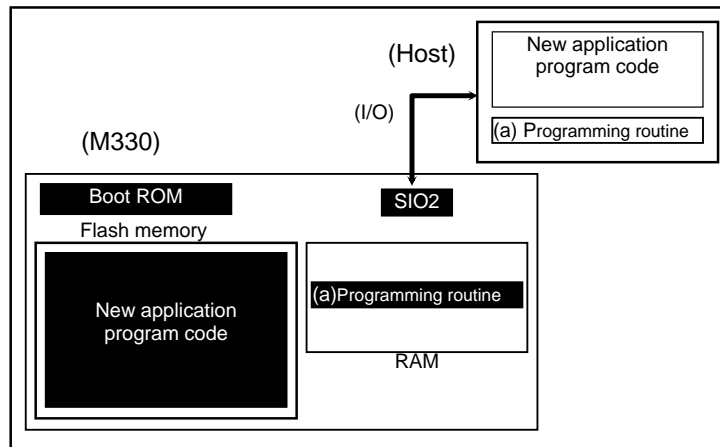 (Host)
New application
program code
(a) Programming routine
(I/O)
(M330)
Boot ROM
SIO2
Flash memory
New application
program code
(a)Programming routine
RAM